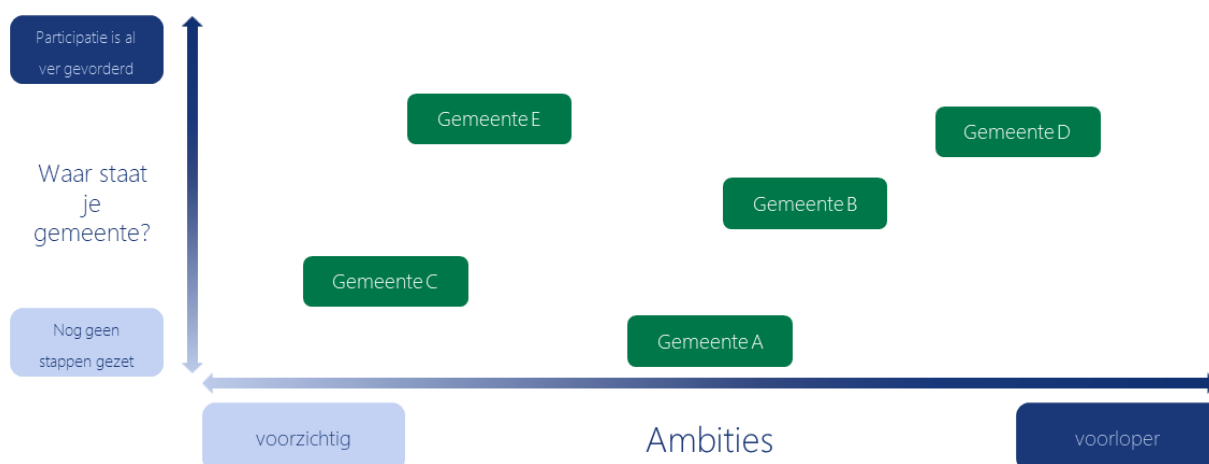 Participatie is al
ver gevorderd
Gemeente E
Gemeente D
Waar staat
je
gemeente?
Gemeente B
Gemeente C
Nog geen
stappen gezet
Gemeente A
voorzichtig
Ambities
voorloper